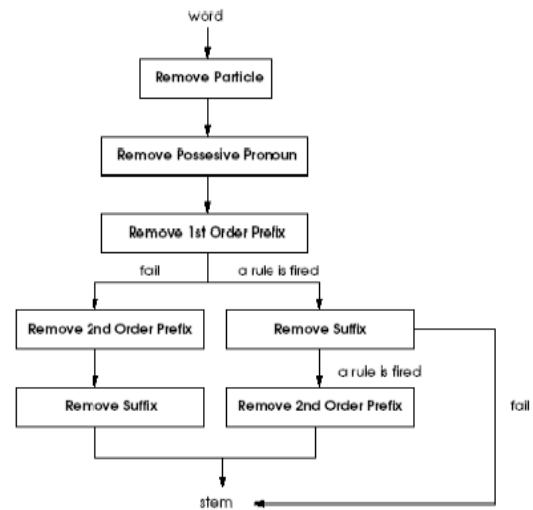 word
Remove Particle
Remove Possesive Pronoun
Remove 1st Order Prefix
fail
a rule is fired
Remove 2nd Order Prefix
Remove Suffix
a rule is fired
Remove Suffix
Remove 2nd Order Prefix
fail
stem